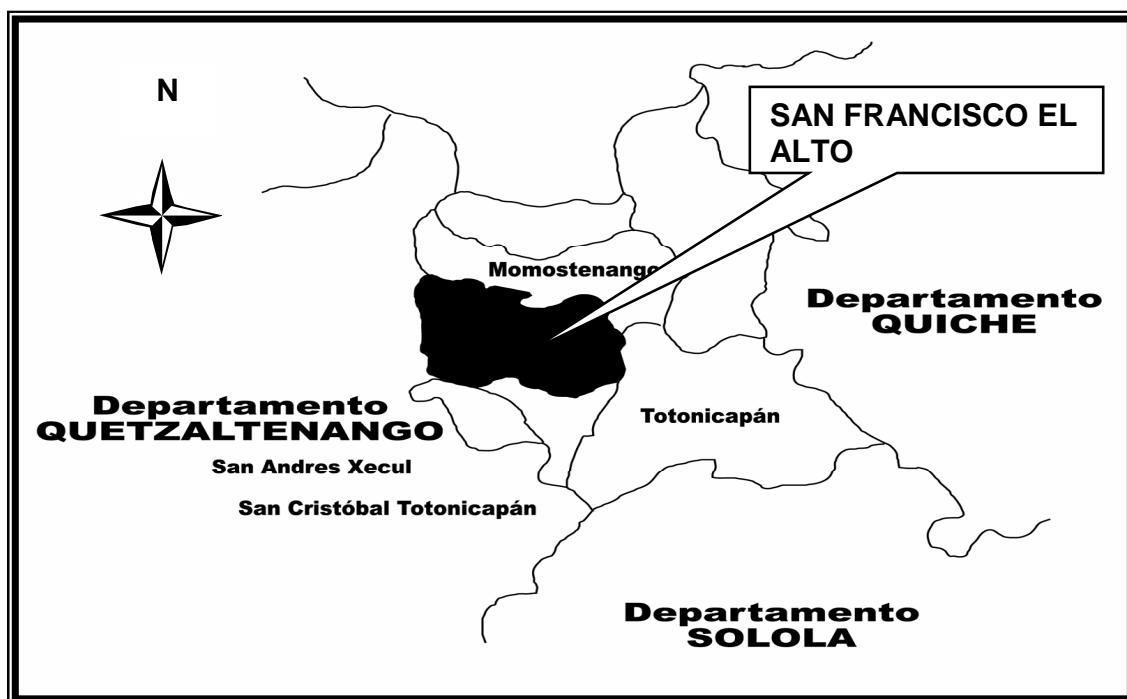 N
SAN FRANCISCO EL
ALTO
Momostenango
Departamento
QUICHE
Departamento
QUETZALTENANGO
Totonicapán
San Andres Xecul
San Cristóbal Totonicapán
Departamento
SOLOLA